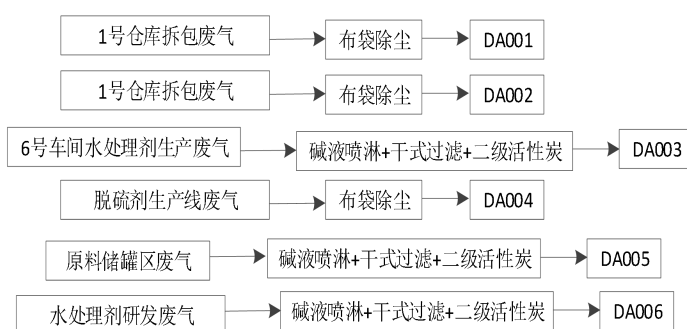 1号仓库拆包废气 布袋除尘 DA001
1号仓库拆包废气 布袋除尘 DA002
6号车间水处理剂生产废气 碱液喷淋+干式过滤+二级活性炭 DA003
脱硫剂生产线废气 布袋除尘 DA004
原料储罐区废气 碱液喷淋+干式过滤+二级活性炭 DA005
水处理剂研发废气 碱液喷淋+干式过滤+二级活性炭 DA006